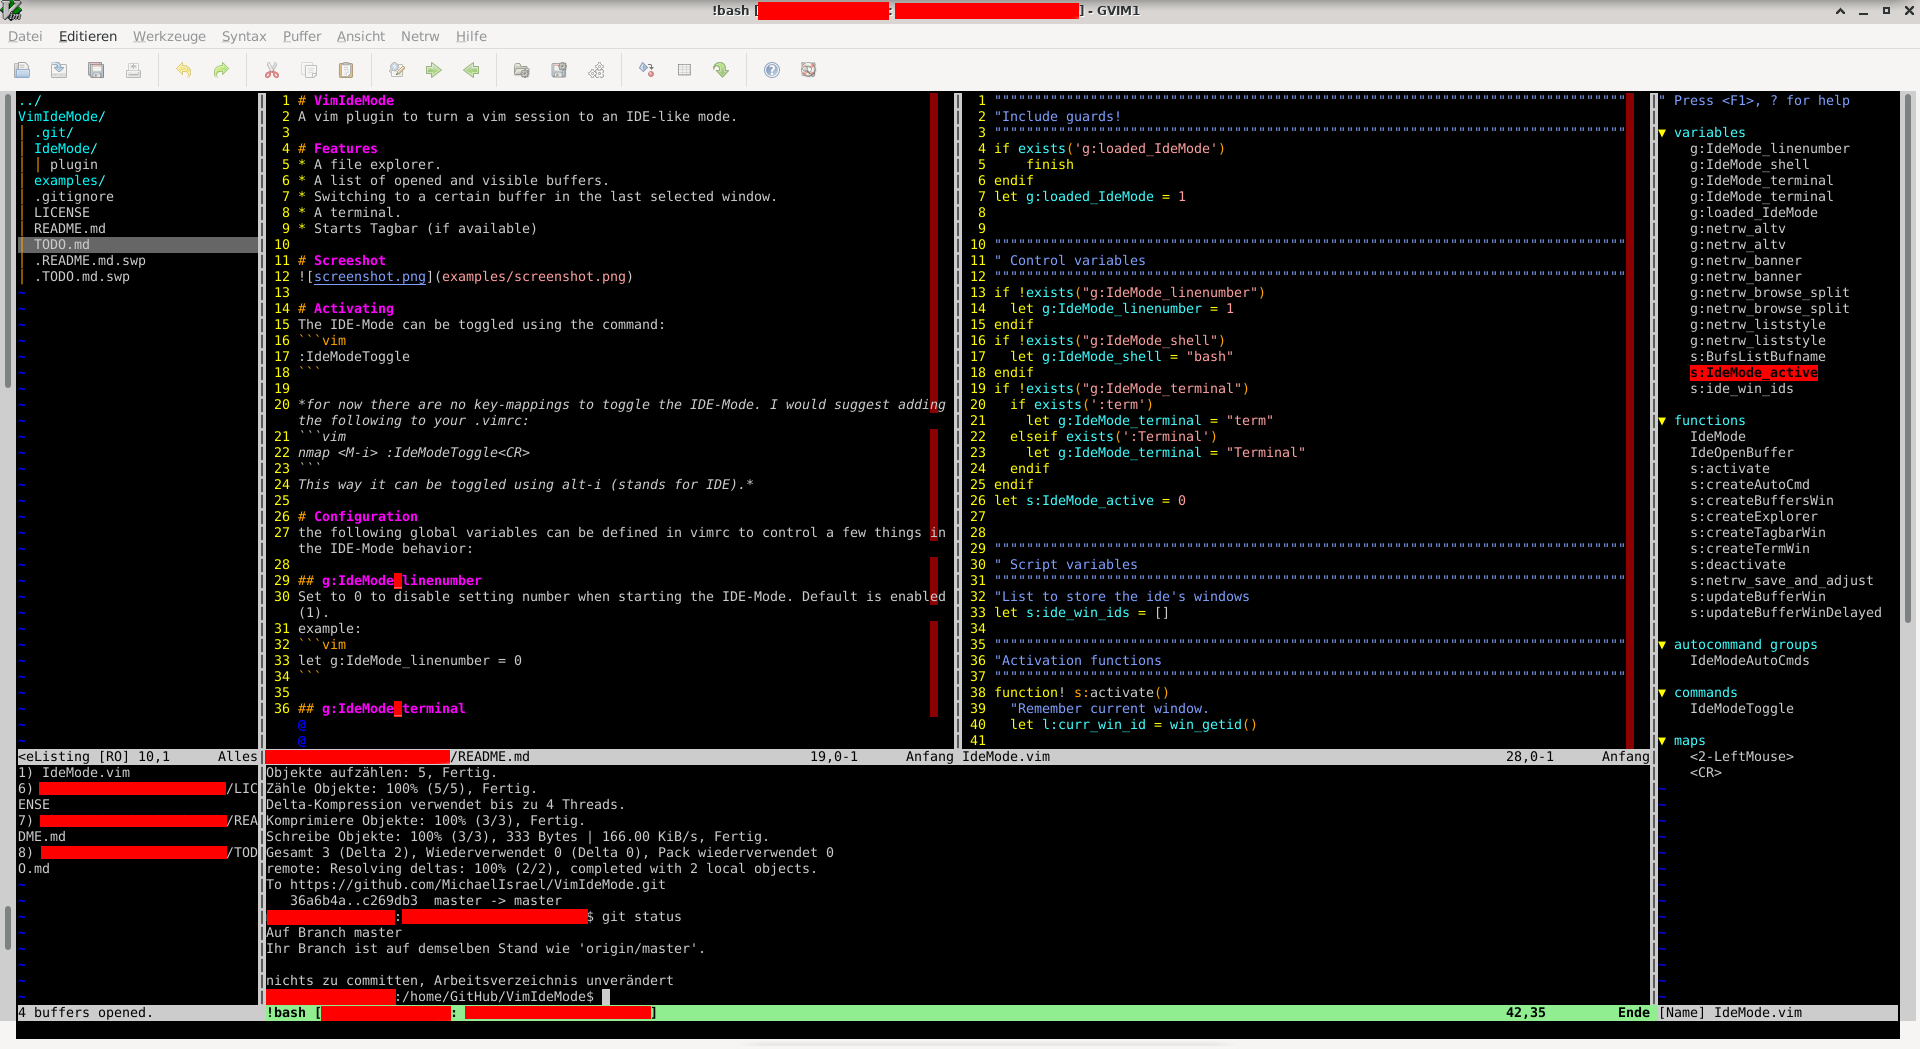 !bash [ : ] - GVIM1
Datei Editieren Werkzeuge Syntax Puffer Ansicht Netrw Hilfe
../
VimIdeMode/
| .git/
| IdeMode/
| | plugin
| examples/
| .gitignore
| LICENSE
| README.md
| TODO.md
| .README.md.swp
| .TODO.md.swp
<eListing [RO] 10,1 Alles
1 # VimIdeMode
2 A vim plugin to turn a vim session to an IDE-like mode.
3
4 # Features
5 * A file explorer.
6 * A list of opened and visible buffers.
7 * Switching to a certain buffer in the last selected window.
8 * A terminal.
9 * Starts Tagbar (if available)
10
11 # Screeshot
12 ![screenshot.png](examples/screenshot.png)
13
14 # Activating
15 The IDE-Mode can be toggled using the command:
16 ```vim
17 :IdeModeToggle
18 ```
19
20 *for now there are no key-mappings to toggle the IDE-Mode. I would suggest adding
the following to your .vimrc:
21 ```vim
22 nmap <M-i> :IdeModeToggle<CR>
23 ```
24 This way it can be toggled using alt-i (stands for IDE).*
25
26 # Configuration
27 the following global variables can be defined in vimrc to control a few things in
the IDE-Mode behavior:
28
29 ## g:IdeMode_linenumber
30 Set to 0 to disable setting number when starting the IDE-Mode. Default is enabled
(1).
31 example:
32 ```vim
33 let g:IdeMode_linenumber = 0
34 ```
35
36 ## g:IdeMode_terminal
@
@
/README.md 19,0-1 Anfang
1 """""""""""""""""""""""""""""""""""""""""""""""""""""""""""""""""""""""""""""""
2 "Include guards!
3 """""""""""""""""""""""""""""""""""""""""""""""""""""""""""""""""""""""""""""""
4 if exists('g:loaded_IdeMode')
5 finish
6 endif
7 let g:loaded_IdeMode = 1
8
9
10 """""""""""""""""""""""""""""""""""""""""""""""""""""""""""""""""""""""""""""""
11 " Control variables
12 """""""""""""""""""""""""""""""""""""""""""""""""""""""""""""""""""""""""""""""
13 if !exists("g:IdeMode_linenumber")
14 let g:IdeMode_linenumber = 1
15 endif
16 if !exists("g:IdeMode_shell")
17 let g:IdeMode_shell = "bash"
18 endif
19 if !exists("g:IdeMode_terminal")
20 if exists(':term')
21 let g:IdeMode_terminal = "term"
22 elseif exists(':Terminal')
23 let g:IdeMode_terminal = "Terminal"
24 endif
25 endif
26 let s:IdeMode_active = 0
27
28
29 """""""""""""""""""""""""""""""""""""""""""""""""""""""""""""""""""""""""""""""
30 " Script variables
31 """""""""""""""""""""""""""""""""""""""""""""""""""""""""""""""""""""""""""""""
32 "List to store the ide's windows
33 let s:ide_win_ids = []
34
35 """""""""""""""""""""""""""""""""""""""""""""""""""""""""""""""""""""""""""""""
36 "Activation functions
37 """""""""""""""""""""""""""""""""""""""""""""""""""""""""""""""""""""""""""""""
38 function! s:activate()
39 "Remember current window.
40 let l:curr_win_id = win_getid()
41
IdeMode.vim 28,0-1 Anfang
" Press <F1>, ? for help
▼ variables
g:IdeMode_linenumber
g:IdeMode_shell
g:IdeMode_terminal
g:IdeMode_terminal
g:loaded_IdeMode
g:netrw_altv
g:netrw_altv
g:netrw_banner
g:netrw_banner
g:netrw_browse_split
g:netrw_browse_split
g:netrw_liststyle
g:netrw_liststyle
s:BufsListBufname
s:IdeMode_active
s:ide_win_ids
▼ functions
IdeMode
IdeOpenBuffer
s:activate
s:createAutoCmd
s:createBuffersWin
s:createExplorer
s:createTagbarWin
s:createTermWin
s:deactivate
s:netrw_save_and_adjust
s:updateBufferWin
s:updateBufferWinDelayed
▼ autocommand groups
IdeModeAutoCmds
▼ commands
IdeModeToggle
▼ maps
<2-LeftMouse>
<CR>
[Name] IdeMode.vim
1) IdeMode.vim
6) /LIC
ENSE
7) /REA
DME.md
8) /TOD
O.md
4 buffers opened.
Objekte aufzählen: 5, Fertig.
Zähle Objekte: 100% (5/5), Fertig.
Delta-Kompression verwendet bis zu 4 Threads.
Komprimiere Objekte: 100% (3/3), Fertig.
Schreibe Objekte: 100% (3/3), 333 Bytes | 166.00 KiB/s, Fertig.
Gesamt 3 (Delta 2), Wiederverwendet 0 (Delta 0), Pack wiederverwendet 0
remote: Resolving deltas: 100% (2/2), completed with 2 local objects.
To https://github.com/MichaelIsrael/VimIdeMode.git
36a6b4a..c269db3 master -> master
: $ git status
Auf Branch master
Ihr Branch ist auf demselben Stand wie 'origin/master'.
nichts zu committen, Arbeitsverzeichnis unverändert
:/home/GitHub/VimIdeMode$
!bash [ : ] 42,35 Ende